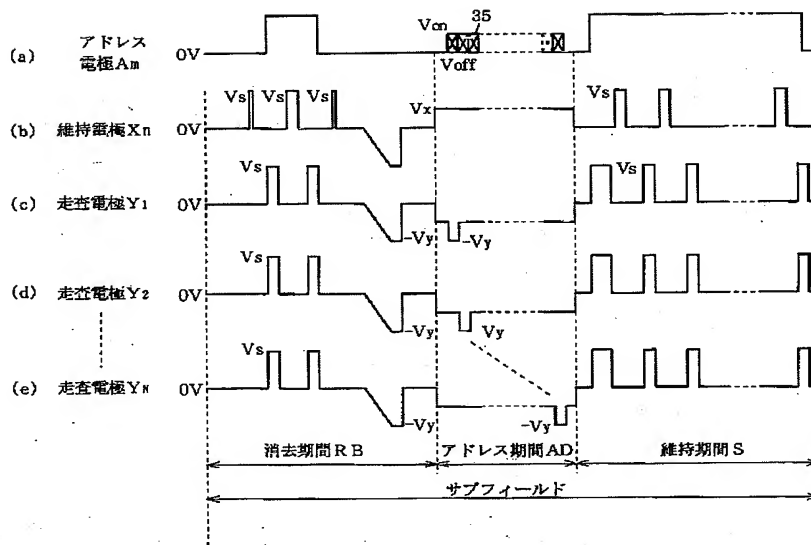 Von 35
(a) アドレス電極Am 0V
Voff
Vs Vs Vs Vx Vs
(b) 維持電極Xn 0V
Vs Vs
(c) 走査電極Y1 0V
-Vy -Vy
Vs
(d) 走査電極Y2 0V
-Vy Vy
Vs
(e) 走査電極YN 0V
-Vy -Vy
消去期間RB アドレス期間AD 維持期間S
サブフィールド